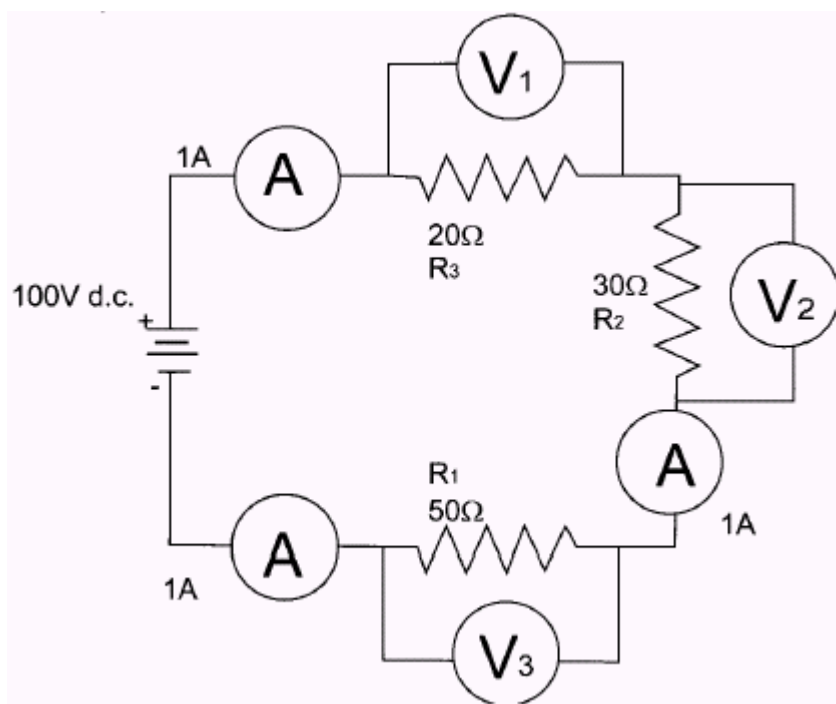 V1
1A
A
20Ω
R3
100V d.c.
+
-
30Ω
R2
V2
A
1A
R1
50Ω
A
1A
V3